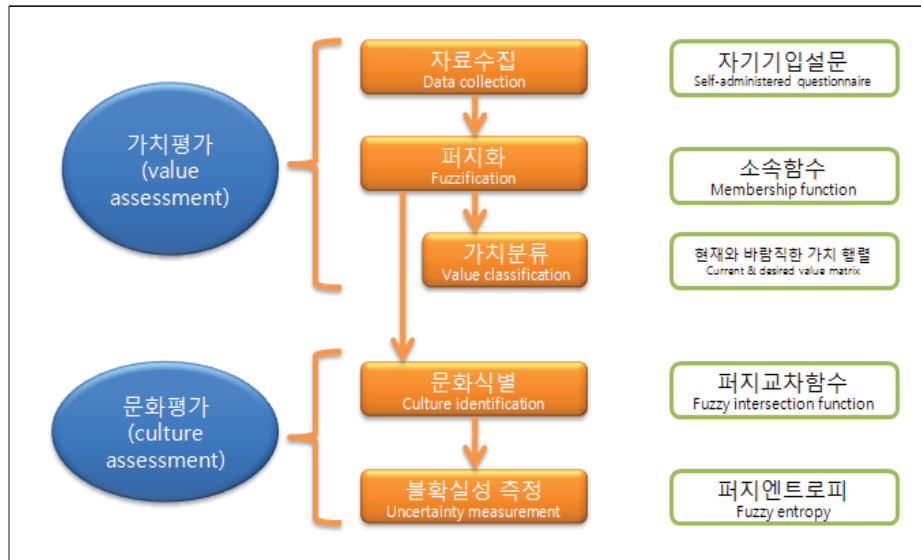 자료수집
Data collection
자기기입설문
Self-administered questionnaire
가치평가
(value
assessment)
퍼지화
Fuzzification
소속함수
Membership function
가치분류
Value classification
현재와 바람직한 가치 행렬
Current & desired value matrix
문화평가
(culture
assessment)
문화식별
Culture identification
퍼지교차함수
Fuzzy intersection function
불확실성 측정
Uncertainty measurement
퍼지엔트로피
Fuzzy entropy